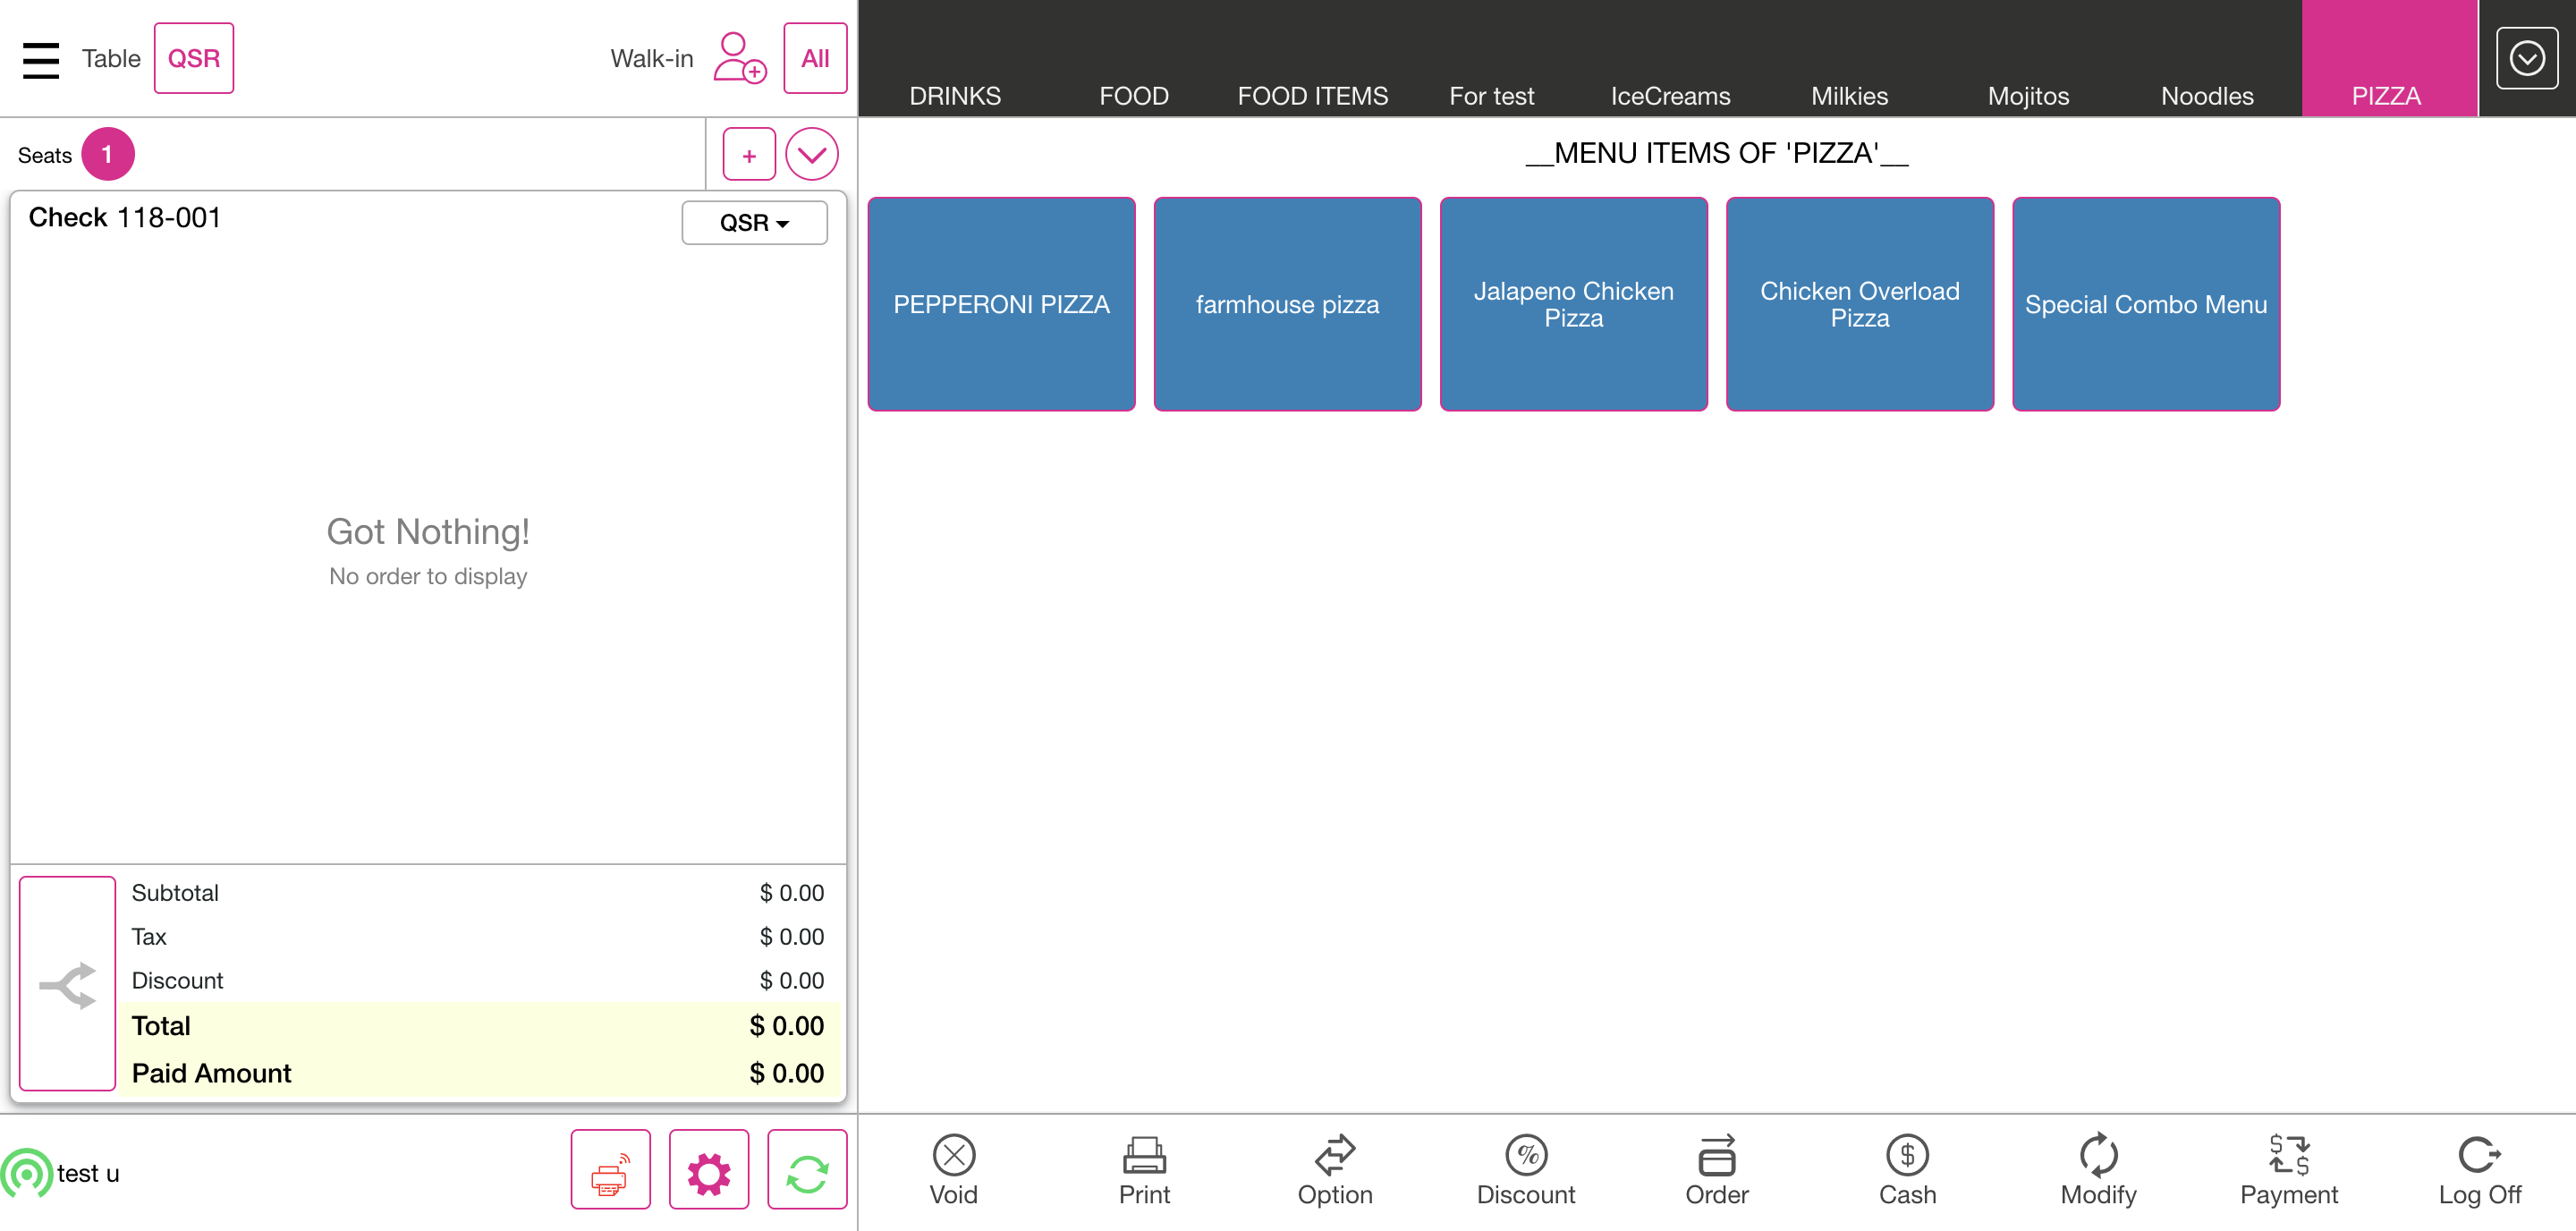 Table
QSR
Walk-in
All
DRINKS
FOOD
FOOD ITEMS
For test
IceCreams
Milkies
Mojitos
Noodles
PIZZA
Seats
1
+
__MENU ITEMS OF 'PIZZA'__
Check 118-001
QSR
PEPPERONI PIZZA
farmhouse pizza
Jalapeno Chicken
Pizza
Chicken Overload
Pizza
Special Combo Menu
Got Nothing!
No order to display
Subtotal $ 0.00
Tax $ 0.00
Discount $ 0.00
Total $ 0.00
Paid Amount $ 0.00
test u
Void
Print
Option
Discount
Order
Cash
Modify
Payment
Log Off